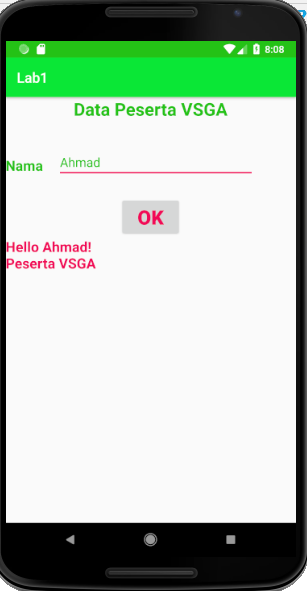 8:08
Lab1
Data Peserta VSGA
Nama Ahmad
OK
Hello Ahmad!
Peserta VSGA